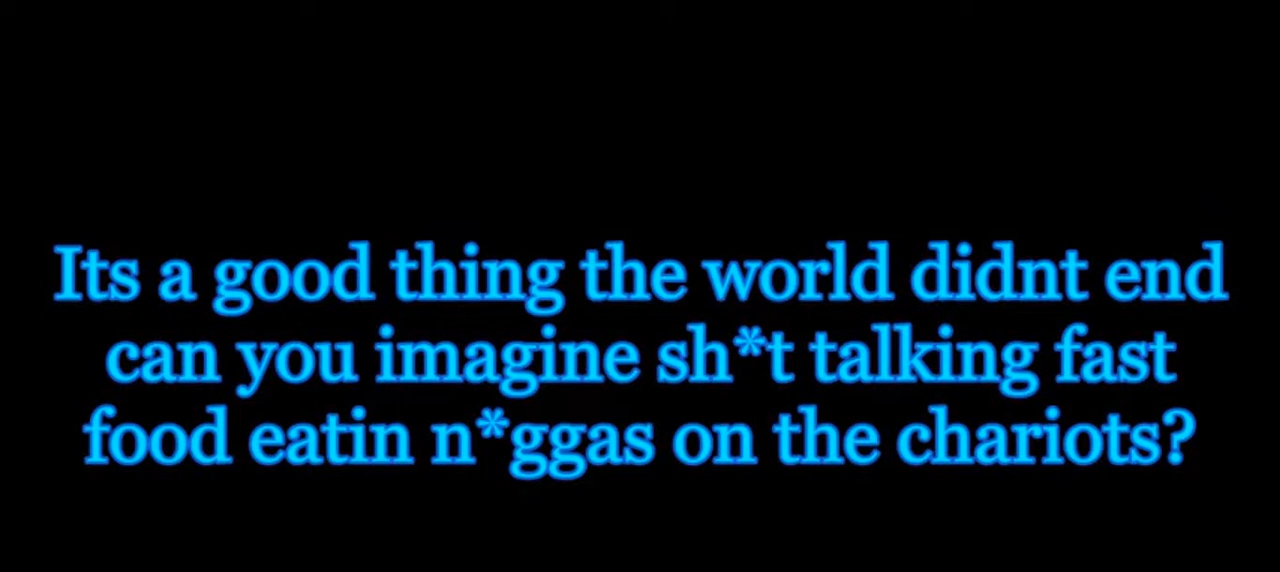 Its a good thing the world didnt end
can you imagine sh*t talking fast
food eatin n*ggas on the chariots?